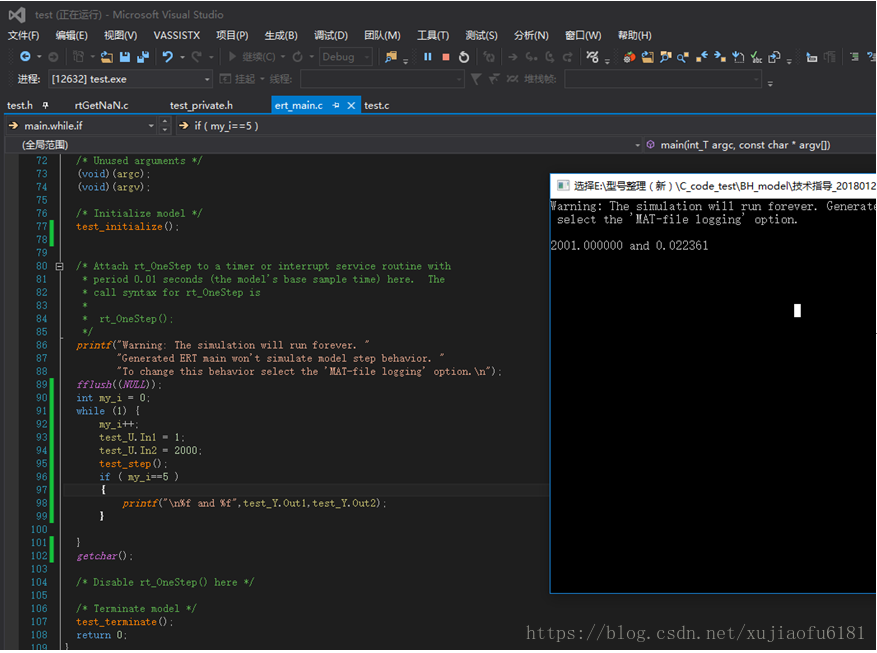 test (正在运行) - Microsoft Visual Studio
文件(F) 编辑(E) 视图(V) VASSISTX 项目(P) 生成(B) 调试(D) 团队(M) 工具(T) 测试(S) 分析(N) 窗口(W) 帮助(H)
继续(C) Debug
进程: [12632] test.exe 挂起 线程: 堆栈帧:
test.h rtGetNaN.c test_private.h ert_main.c test.c
main.while.if if ( my_i==5 )
(全局范围) main(int_T argc, const char * argv[])
72 /* Unused arguments */
73 (void)(argc);
74 (void)(argv);
75
76 /* Initialize model */
77 test_initialize();
78
79
80 /* Attach rt_OneStep to a timer or interrupt service routine with
81 * period 0.01 seconds (the model's base sample time) here.  The
82 * call syntax for rt_OneStep is
83 *
84 *  rt_OneStep();
85 */
86 printf("Warning: The simulation will run forever. "
87 "Generated ERT main won't simulate model step behavior. "
88 "To change this behavior select the 'MAT-file logging' option.\n");
89 fflush((NULL));
90 int my_i = 0;
91 while (1) {
92 my_i++;
93 test_U.In1 = 1;
94 test_U.In2 = 2000;
95 test_step();
96 if ( my_i==5 )
97 {
98 printf("\n%f and %f",test_Y.Out1,test_Y.Out2);
99 }
100
101 }
102 getchar();
103
104 /* Disable rt_OneStep() here */
105
106 /* Terminate model */
107 test_terminate();
108 return 0;
109 }
选择E:\型号整理（新）\C_code_test\BH_model\技术指导_2018012
Warning: The simulation will run forever. Generate
select the 'MAT-file logging' option.
2001.000000 and 0.022361
https://blog.csdn.net/xujiaofu6181